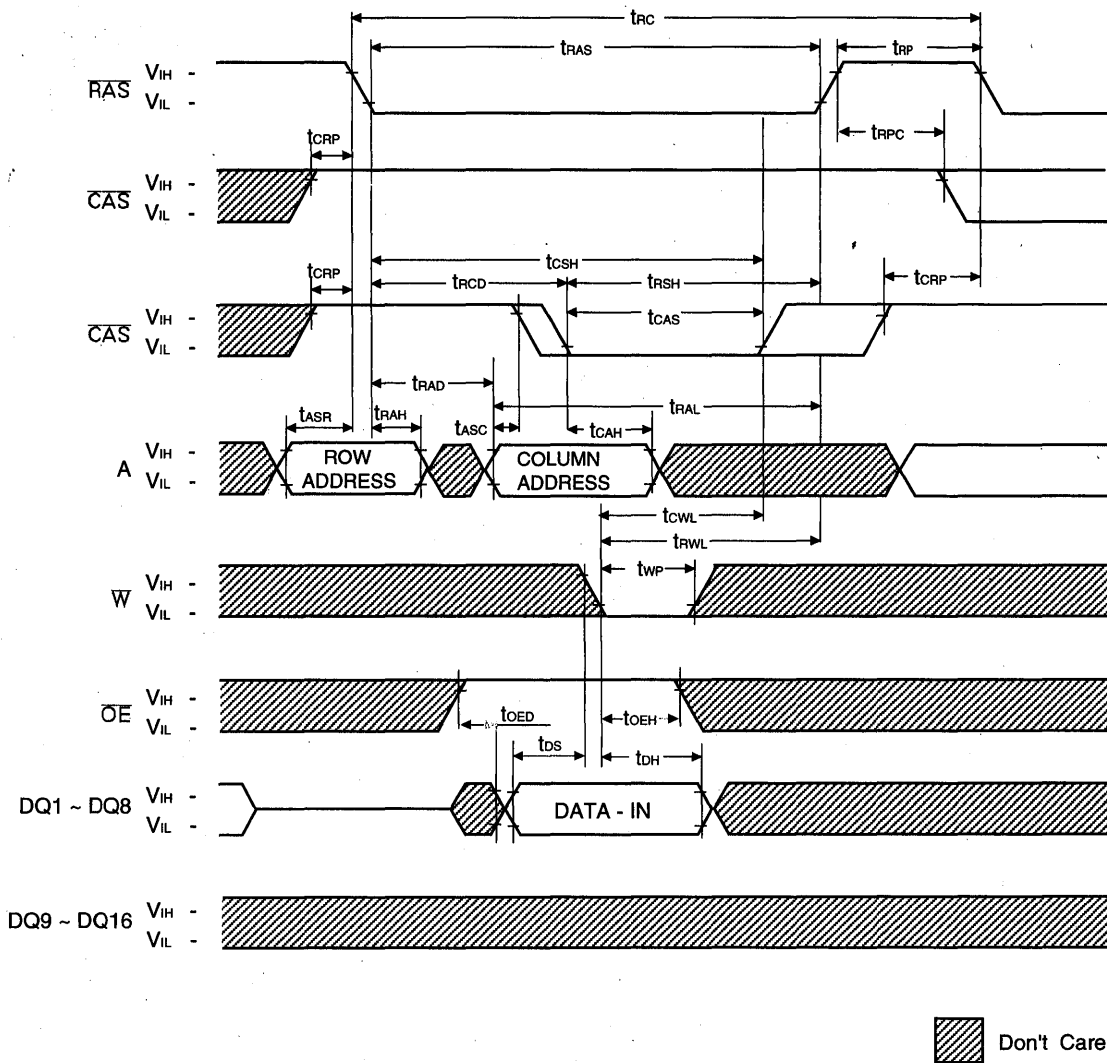 tRC
tRAS
tRP
RAS VIH -
VIL -
tRPC
tCRP
CAS VIH -
VIL -
tCSH
tCRP
tRCD
tRSH
tCRP
CAS VIH -
VIL -
tCAS
tRAD
tRAL
tASR
tRAH
tASC
tCAH
A VIH -
VIL -
ROW
ADDRESS
COLUMN
ADDRESS
tCWL
tRWL
W VIH -
VIL -
tWP
OE VIH -
VIL -
tOED
tOEH
tDS
tDH
DQ1 ~ DQ8 VIH -
VIL -
DATA - IN
DQ9 ~ DQ16 VIH -
VIL -
Don't Care